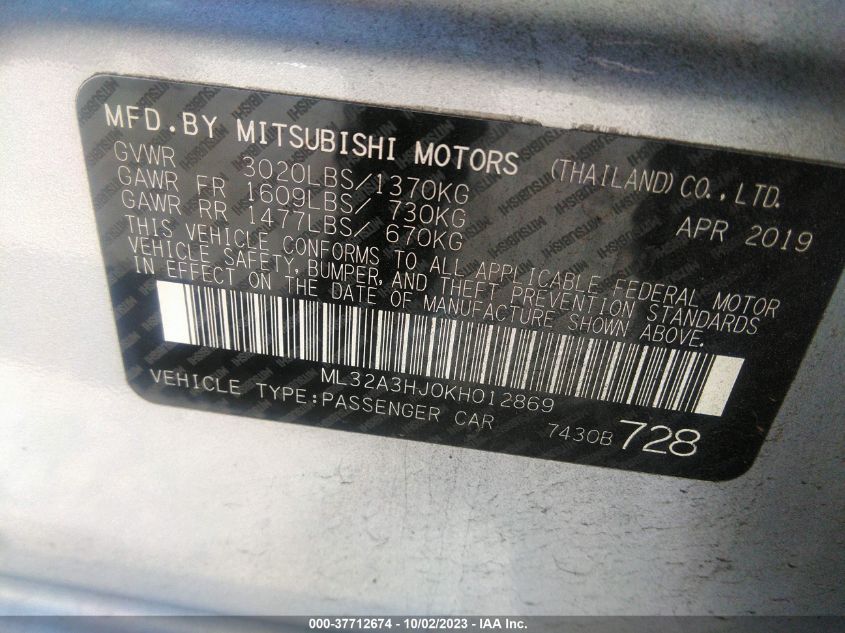 MFD.BY MITSUBISHI MOTORS (THAILAND)CO.,LTD.
GVWR 3020LBS/1370KG
GAWR FR 1609LBS/ 730KG APR 2019
GAWR RR 1477LBS/ 670KG
THIS VEHICLE CONFORMS TO ALL APPLICABLE FEDERAL MOTOR
VEHICLE SAFETY, BUMPER, AND THEFT PREVENTION STANDARDS
IN EFFECT ON THE DATE OF MANUFACTURE SHOWN ABOVE.
ML32A3HJ0KH012869
VEHICLE TYPE:PASSENGER CAR 7430B 728
000-37712674 - 10/02/2023 - IAA Inc.